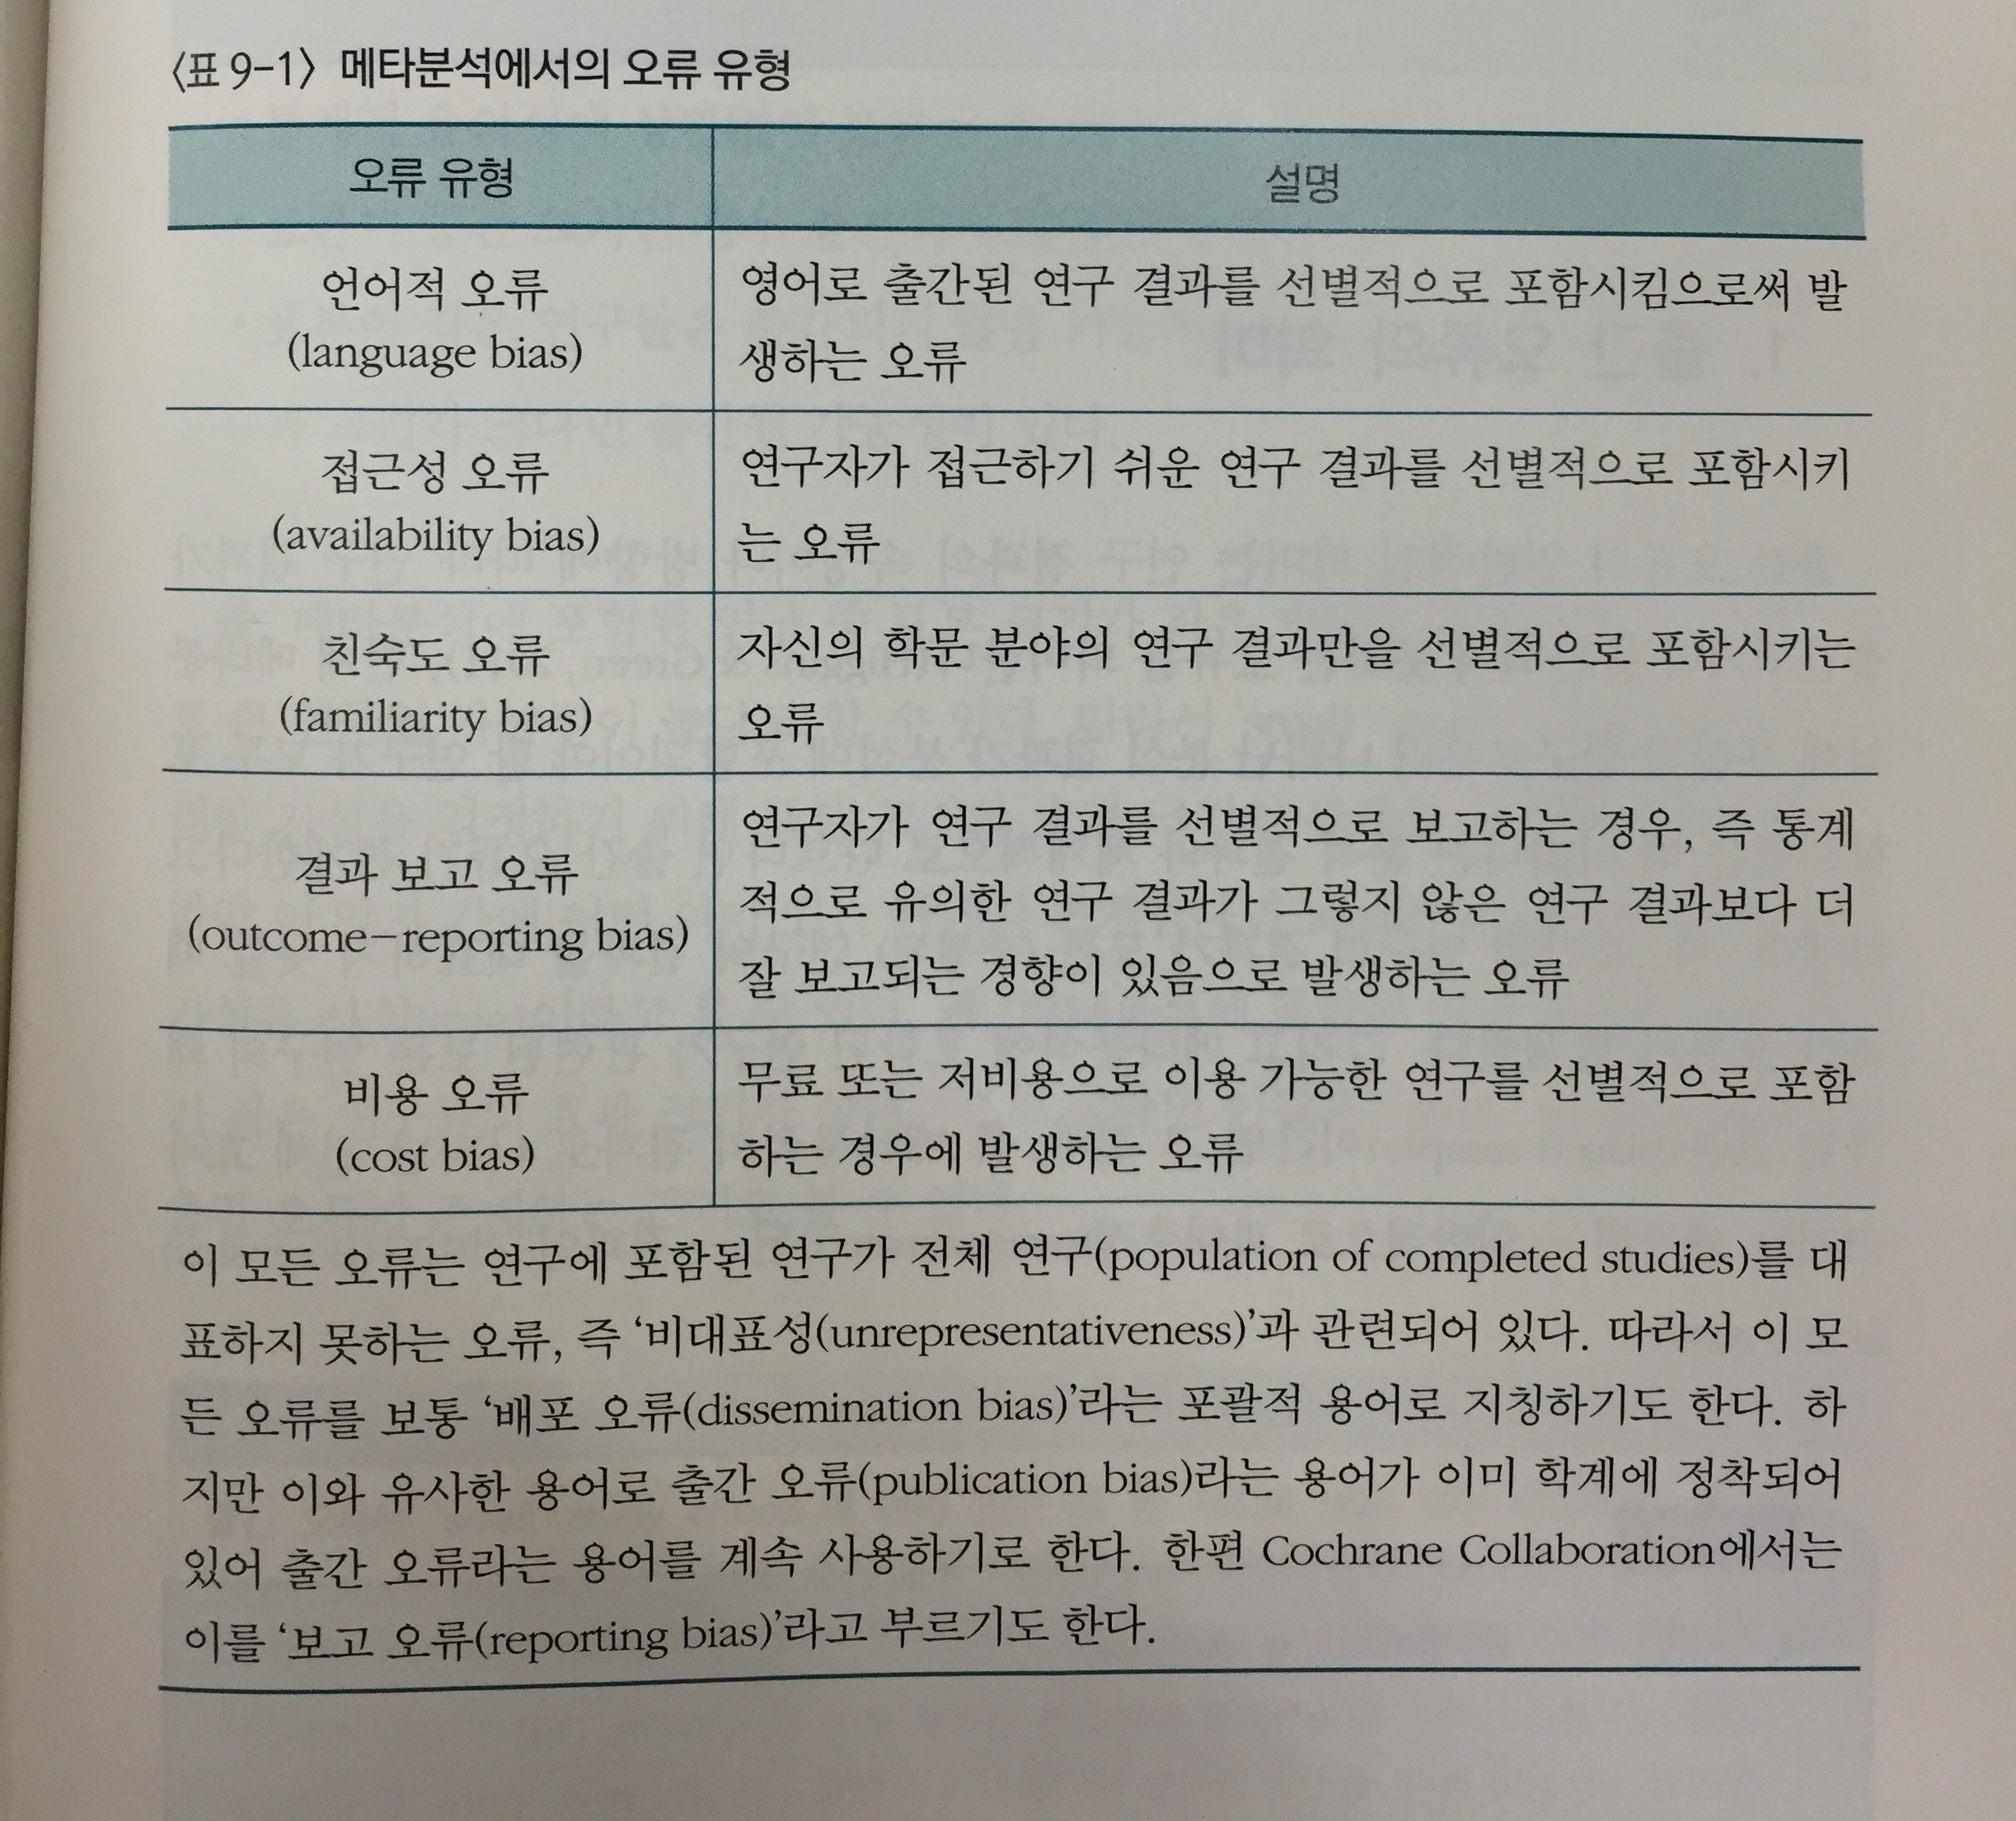 〈표 9-1〉 메타분석에서의 오류 유형
오류 유형
설명
언어적 오류
(language bias)
영어로 출간된 연구 결과를 선별적으로 포함시킴으로써 발
생하는 오류
접근성 오류
(availability bias)
연구자가 접근하기 쉬운 연구 결과를 선별적으로 포함시키
는 오류
친숙도 오류
(familiarity bias)
자신의 학문 분야의 연구 결과만을 선별적으로 포함시키는
오류
결과 보고 오류
(outcome-reporting bias)
연구자가 연구 결과를 선별적으로 보고하는 경우, 즉 통계
적으로 유의한 연구 결과가 그렇지 않은 연구 결과보다 더
잘 보고되는 경향이 있음으로 발생하는 오류
비용 오류
(cost bias)
무료 또는 저비용으로 이용 가능한 연구를 선별적으로 포함
하는 경우에 발생하는 오류
이 모든 오류는 연구에 포함된 연구가 전체 연구(population of completed studies)를 대
표하지 못하는 오류, 즉 ‘비대표성(unrepresentativeness)’과 관련되어 있다. 따라서 이 모
든 오류를 보통 ‘배포 오류(dissemination bias)’라는 포괄적 용어로 지칭하기도 한다. 하
지만 이와 유사한 용어로 출간 오류(publication bias)라는 용어가 이미 학계에 정착되어
있어 출간 오류라는 용어를 계속 사용하기로 한다. 한편 Cochrane Collaboration에서는
이를 ‘보고 오류(reporting bias)’라고 부르기도 한다.